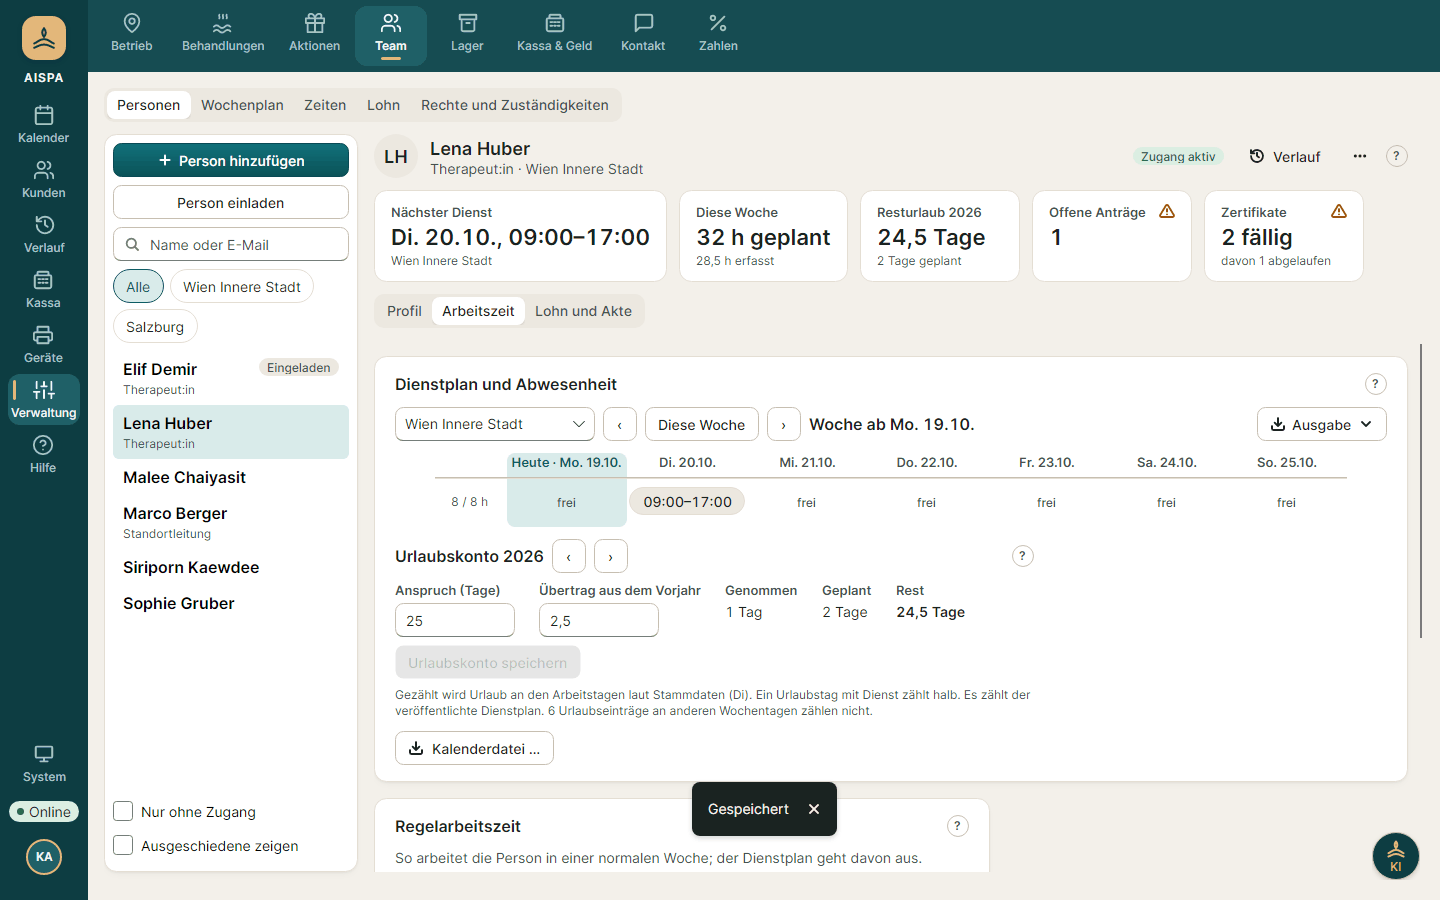 AISPA
Kalender
Kunden
Verlauf
Kassa
Geräte
Verwaltung
Hilfe
System
Online
KA
Betrieb
Behandlungen
Aktionen
Team
Lager
Kassa & Geld
Kontakt
Zahlen
Personen
Wochenplan
Zeiten
Lohn
Rechte und Zuständigkeiten
Person hinzufügen
Person einladen
Name oder E-Mail
Alle
Wien Innere Stadt
Salzburg
Elif Demir
Eingeladen
Therapeut:in
Lena Huber
Therapeut:in
Malee Chaiyasit
Marco Berger
Standortleitung
Siriporn Kaewdee
Sophie Gruber
Nur ohne Zugang
Ausgeschiedene zeigen
LH
Lena Huber
Therapeut:in · Wien Innere Stadt
Zugang aktiv
Verlauf
?
Nächster Dienst
Di. 20.10., 09:00–17:00
Wien Innere Stadt
Diese Woche
32 h geplant
28,5 h erfasst
Resturlaub 2026
24,5 Tage
2 Tage geplant
Offene Anträge
1
Zertifikate
2 fällig
davon 1 abgelaufen
Profil
Arbeitszeit
Lohn und Akte
Dienstplan und Abwesenheit
?
Wien Innere Stadt
‹
Diese Woche
›
Woche ab Mo. 19.10.
Ausgabe
Heute · Mo. 19.10.
Di. 20.10.
Mi. 21.10.
Do. 22.10.
Fr. 23.10.
Sa. 24.10.
So. 25.10.
8 / 8 h
frei
09:00–17:00
frei
frei
frei
frei
frei
Urlaubskonto 2026
‹
›
?
Anspruch (Tage)
25
Übertrag aus dem Vorjahr
2,5
Genommen
1 Tag
Geplant
2 Tage
Rest
24,5 Tage
Urlaubskonto speichern
Gezählt wird Urlaub an den Arbeitstagen laut Stammdaten (Di). Ein Urlaubstag mit Dienst zählt halb. Es zählt der
veröffentlichte Dienstplan. 6 Urlaubseinträge an anderen Wochentagen zählen nicht.
Kalenderdatei ...
Regelarbeitszeit
?
So arbeitet die Person in einer normalen Woche; der Dienstplan geht davon aus.
Gespeichert
KI